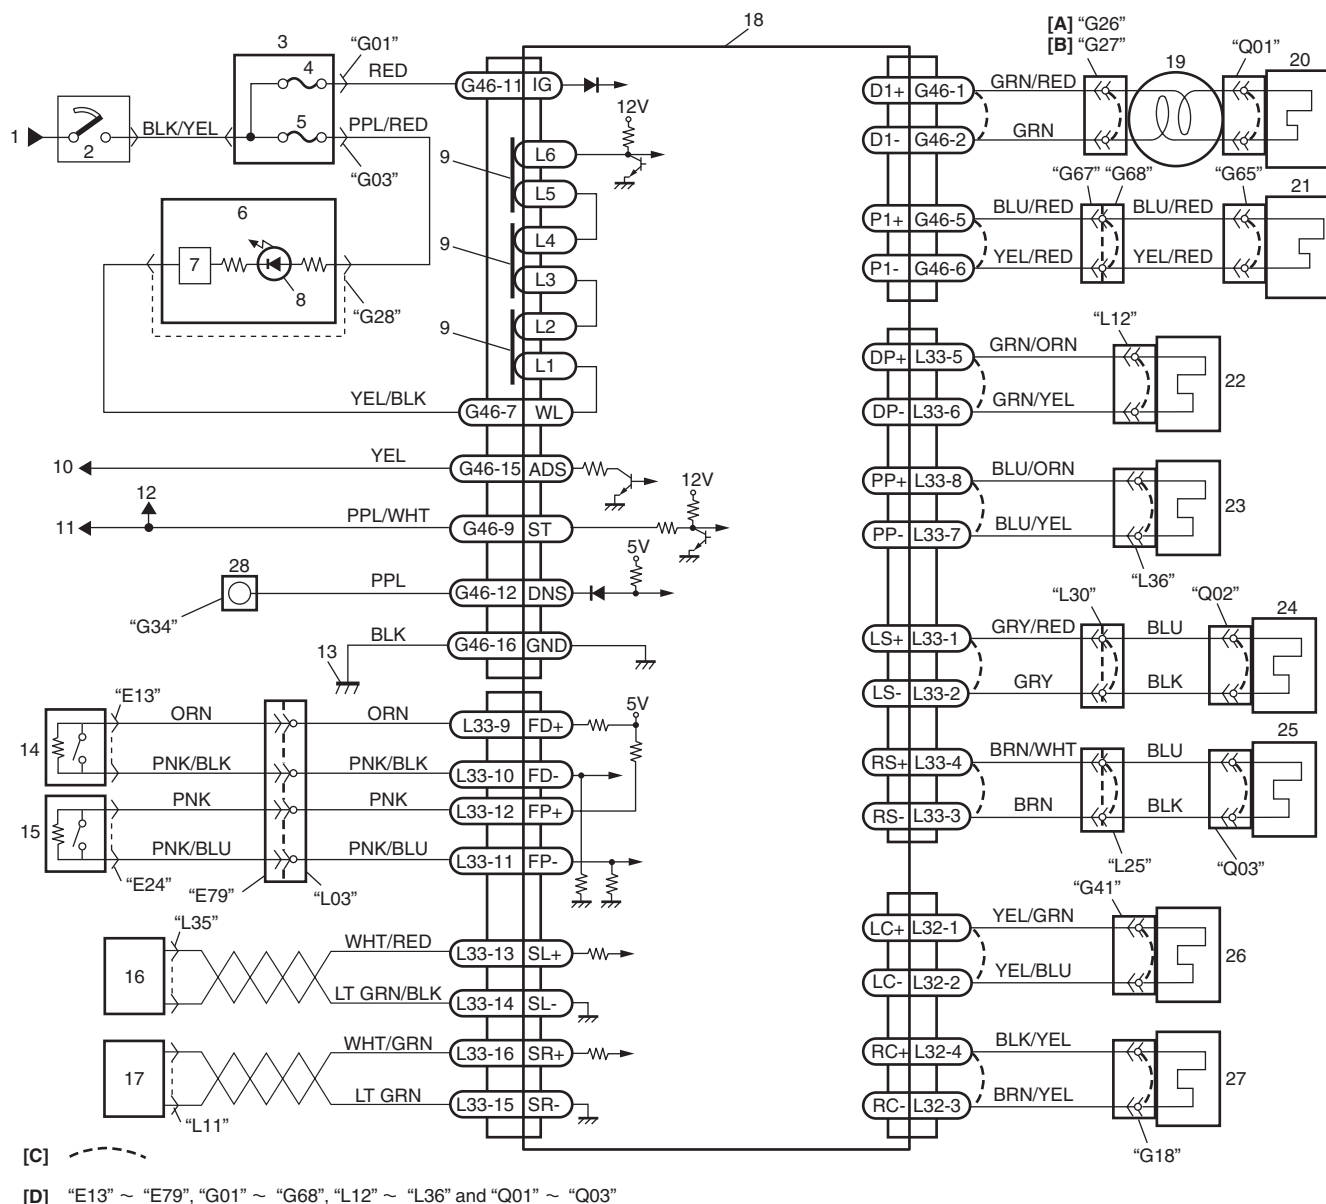 18
[A] “G26”
[B] “G27”
“Q01”
19
20
3
“G01”
4
RED
G46-11 IG
12V
D1+ G46-1
GRN/RED
1
2
BLK/YEL
5
PPL/RED
“G03”
9
L6
L5
D1- G46-2
GRN
“G67” “G68”
“G65”
21
6
7
8
“G28”
9
L4
L3
P1+ G46-5
BLU/RED
BLU/RED
P1- G46-6
YEL/RED
YEL/RED
9
L2
L1
“L12”
DP+ L33-5
GRN/ORN
22
YEL/BLK
G46-7 WL
DP- L33-6
GRN/YEL
10
YEL
G46-15 ADS
12V
PP+ L33-8
BLU/ORN
23
12
11
PPL/WHT
G46-9 ST
PP- L33-7
BLU/YEL
“L36”
5V
28
PPL
G46-12 DNS
“G34”
“L30”
“Q02”
24
13
BLK
G46-16 GND
LS+ L33-1
GRY/RED
BLU
LS- L33-2
GRY
BLK
“E13”
5V
14
ORN
ORN
L33-9 FD+
25
PNK/BLK
PNK/BLK
L33-10 FD-
RS+ L33-4
BRN/WHT
BLU
15
PNK
PNK
L33-12 FP+
RS- L33-3
BRN
BLK
PNK/BLU
PNK/BLU
L33-11 FP-
“L25”
“Q03”
“E24”
“E79”
“L03”
“G41”
“L35”
16
WHT/RED
L33-13 SL+
LC+ L32-1
YEL/GRN
26
LT GRN/BLK
L33-14 SL-
LC- L32-2
YEL/BLU
17
WHT/GRN
L33-16 SR+
RC+ L32-4
BLK/YEL
27
LT GRN
L33-15 SR-
RC- L32-3
BRN/YEL
“L11”
“G18”
[C]
[D] “E13” ~ “E79”, “G01” ~ “G68”, “L12” ~ “L36” and “Q01” ~ “Q03”